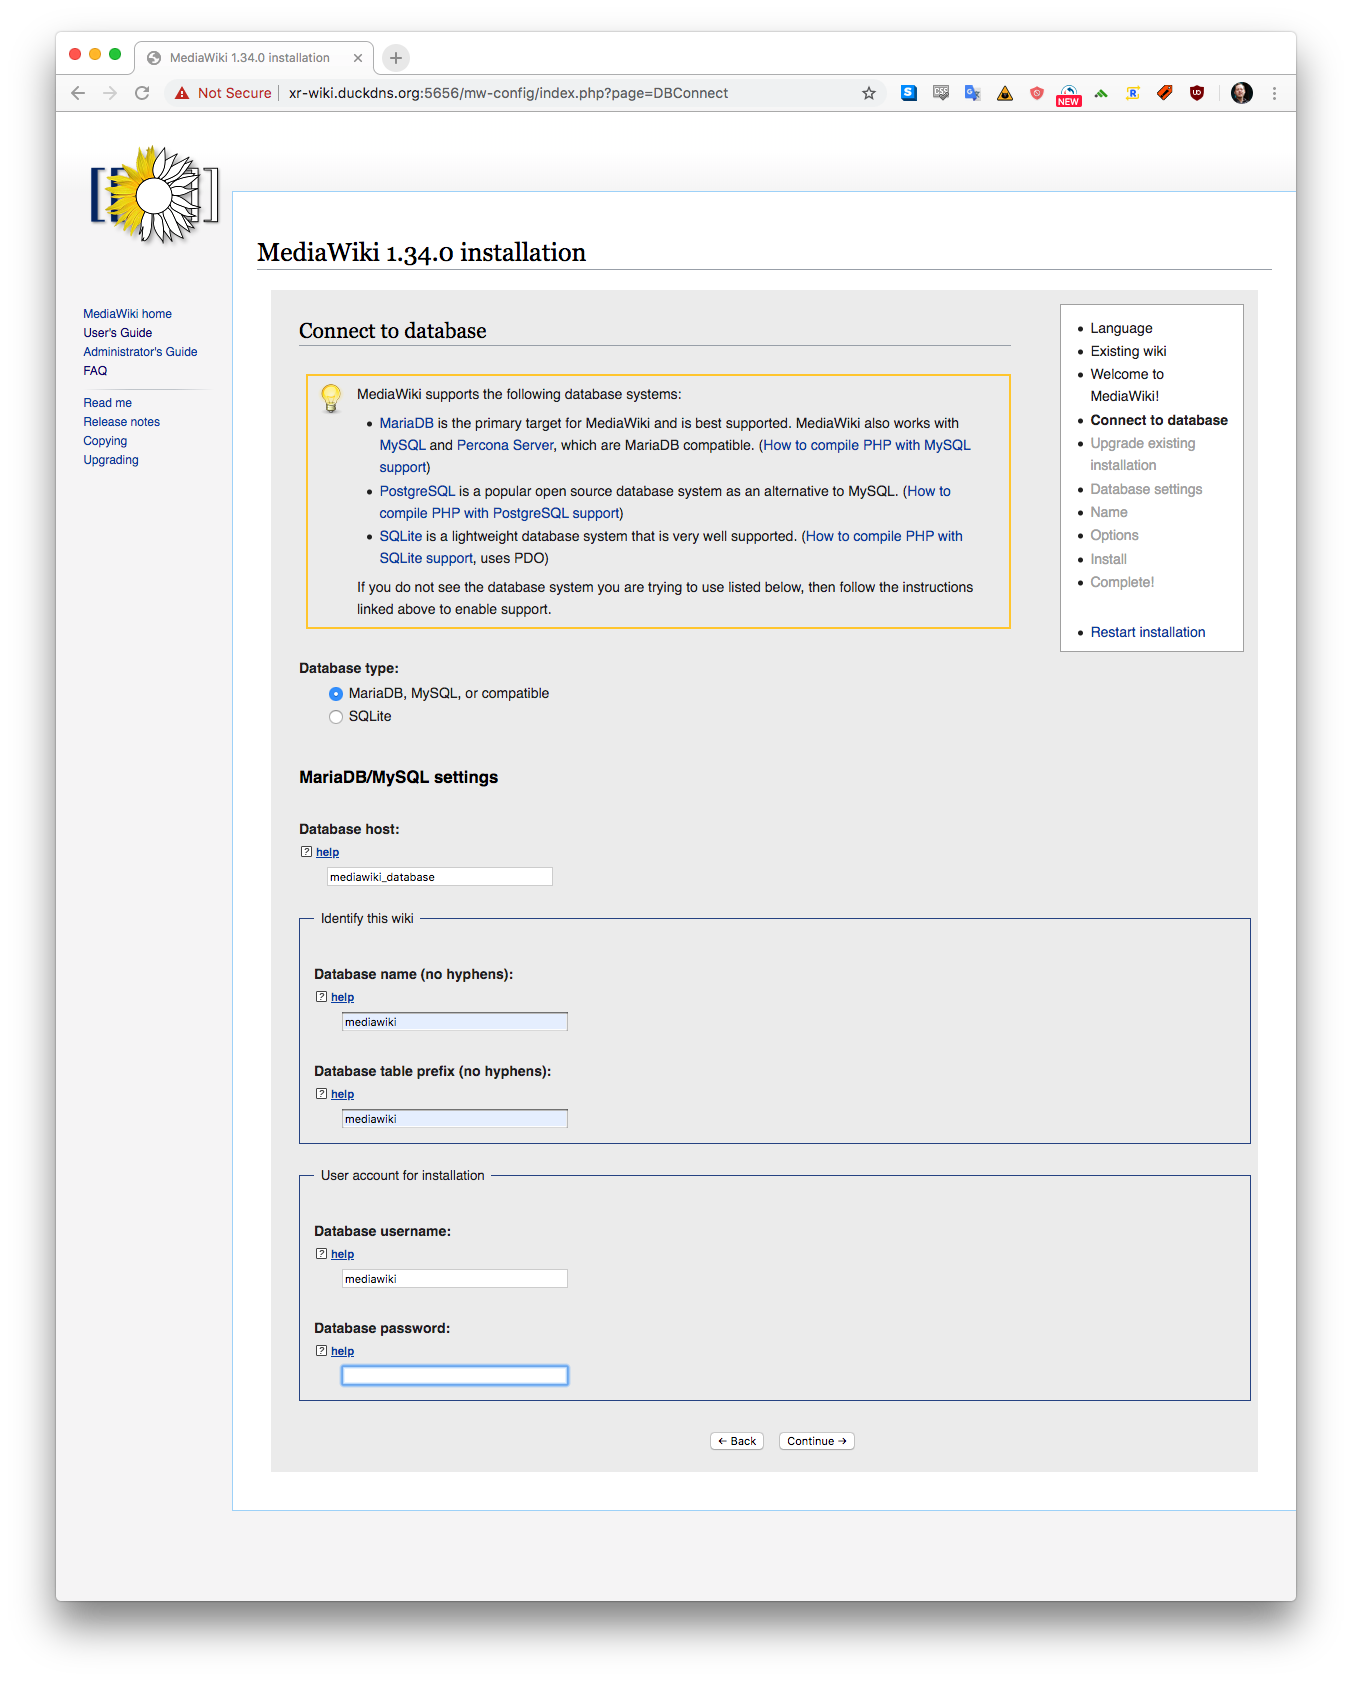 MediaWiki 1.34.0 installation
Not Secure
xr-wiki.duckdns.org:5656/mw-config/index.php?page=DBConnect
S
CSE
G
NEW
R
UD
MediaWiki home
User's Guide
Administrator's Guide
FAQ
Read me
Release notes
Copying
Upgrading
MediaWiki 1.34.0 installation
Connect to database
MediaWiki supports the following database systems:
MariaDB is the primary target for MediaWiki and is best supported. MediaWiki also works with
MySQL and Percona Server, which are MariaDB compatible. (How to compile PHP with MySQL
support)
PostgreSQL is a popular open source database system as an alternative to MySQL. (How to
compile PHP with PostgreSQL support)
SQLite is a lightweight database system that is very well supported. (How to compile PHP with
SQLite support, uses PDO)
If you do not see the database system you are trying to use listed below, then follow the instructions
linked above to enable support.
Language
Existing wiki
Welcome to
MediaWiki!
Connect to database
Upgrade existing
installation
Database settings
Name
Options
Install
Complete!
Restart installation
Database type:
MariaDB, MySQL, or compatible
SQLite
MariaDB/MySQL settings
Database host:
? help
mediawiki_database
Identify this wiki
Database name (no hyphens):
? help
mediawiki
Database table prefix (no hyphens):
? help
mediawiki
User account for installation
Database username:
? help
mediawiki
Database password:
? help
← Back
Continue →